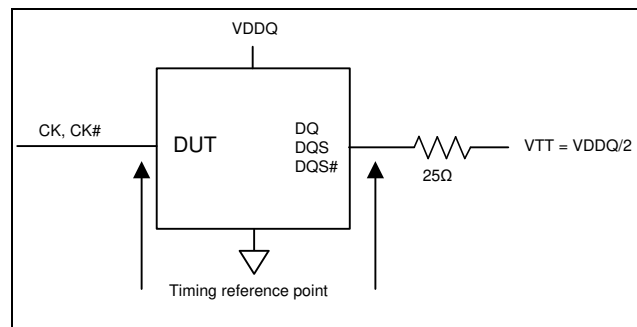 VDDQ
CK, CK#
DUT
DQ
DQS
DQS#
25Ω
VTT = VDDQ/2
Timing reference point